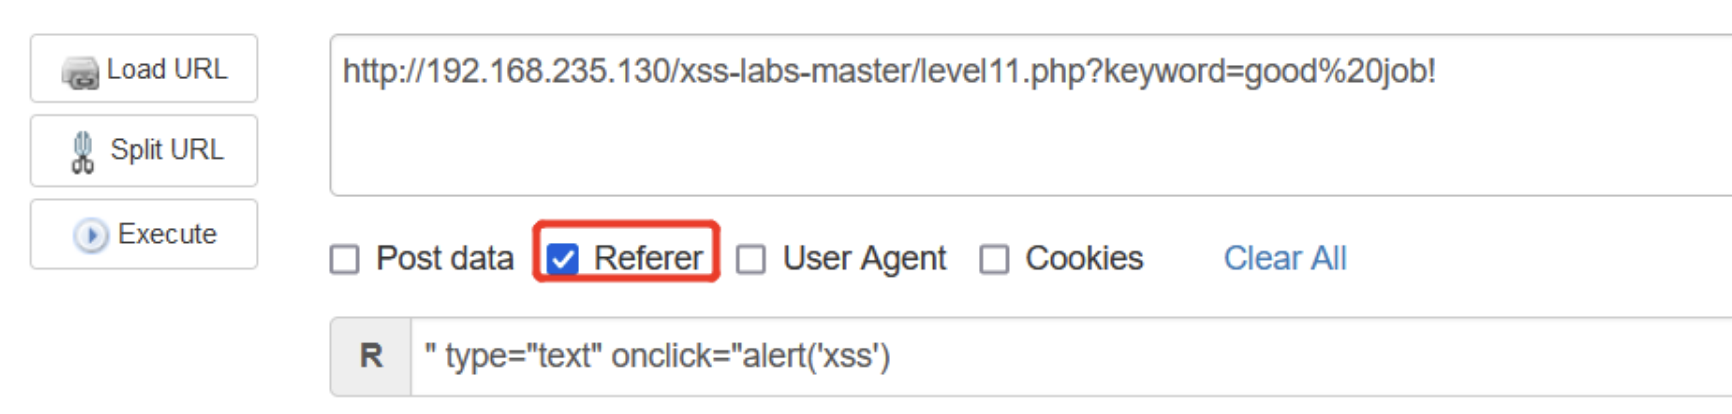 Load URL
http://192.168.235.130/xss-labs-master/level11.php?keyword=good%20job!
Split URL
Execute
Post data Referer User Agent Cookies Clear All
R " type="text" onclick="alert('xss')